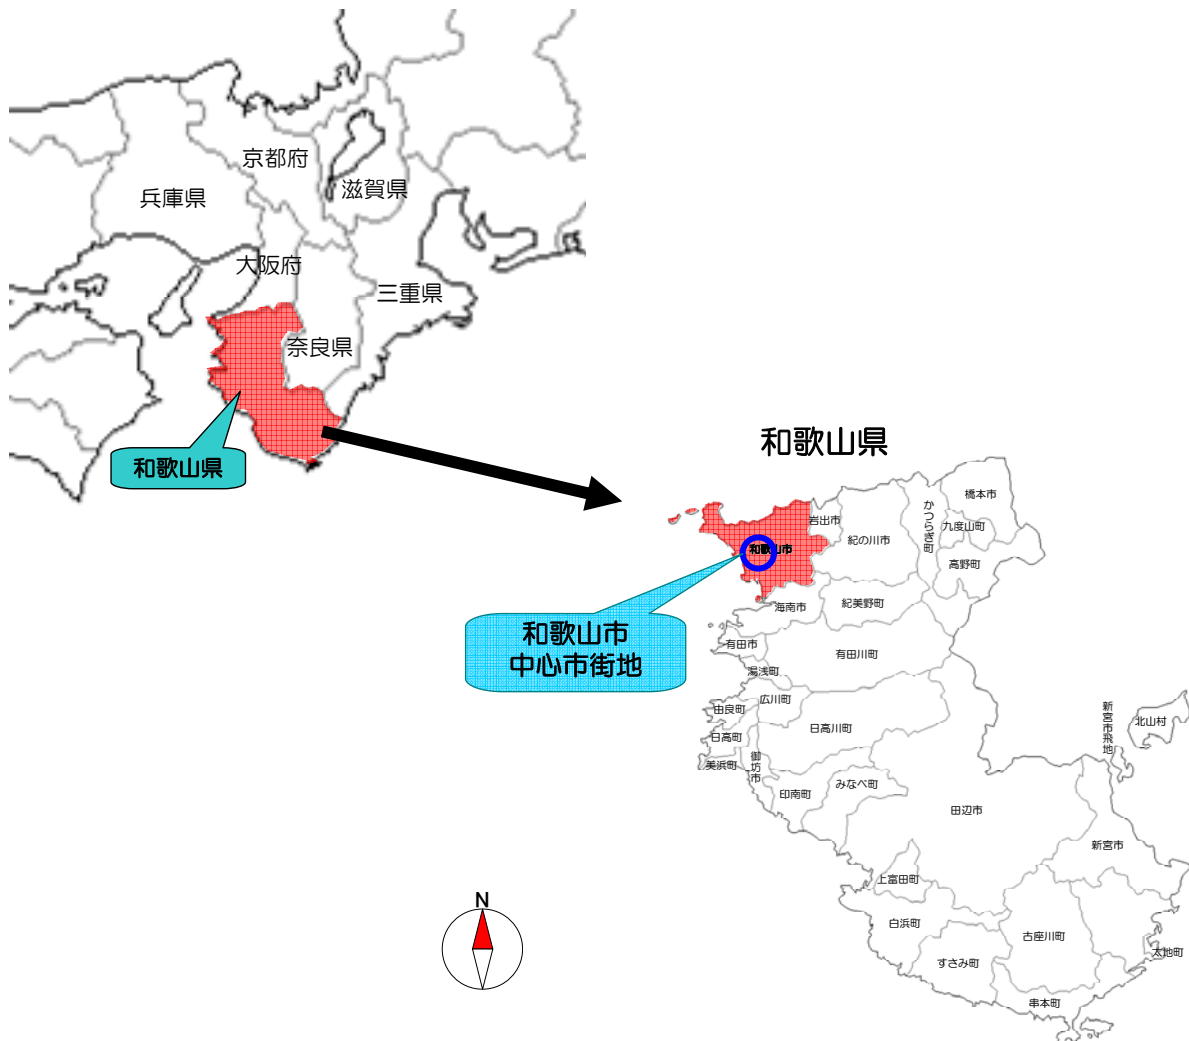 京都府
滋賀県
兵庫県
大阪府
三重県
奈良県
和歌山県
和歌山県
橋本市
かつらぎ町
岩出市
九度山町
紀の川市
和歌山市
高野町
紀美野町
海南市
和歌山市
中心市街地
有田市
有田川町
湯浅町
広川町
由良町
新宮市飛地
北山村
日高川町
日高町
御坊市
美浜町
みなべ町
印南町
田辺市
新宮市
上富田町
白浜町
古座川町
太地町
すさみ町
串本町
N